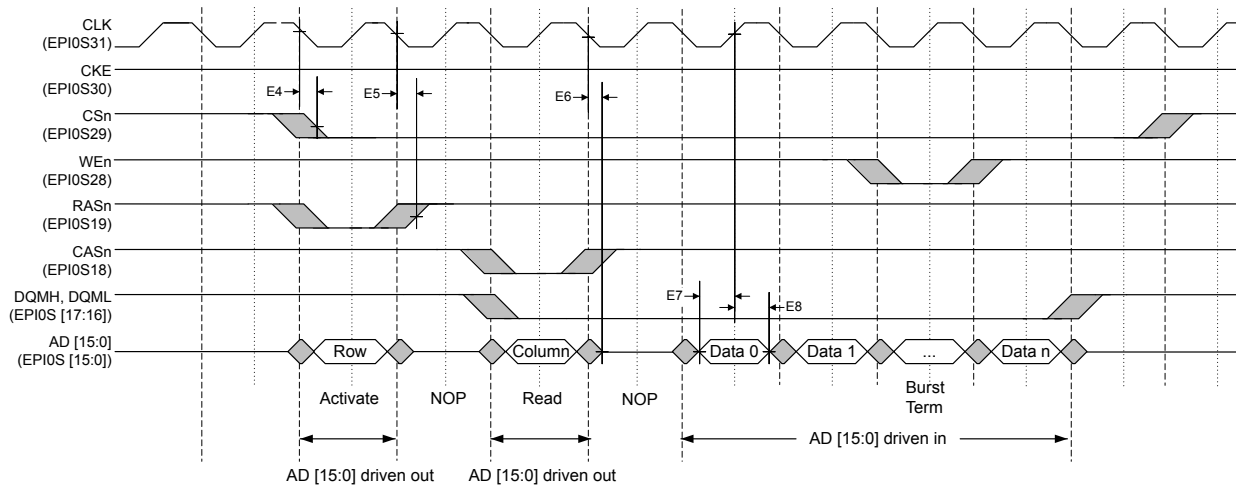 CLK
(EPI0S31)
CKE
(EPI0S30)
E4
E5
E6
CSn
(EPI0S29)
WEn
(EPI0S28)
RASn
(EPI0S19)
CASn
(EPI0S18)
DQMH, DQML
(EPI0S [17:16])
E7
E8
AD [15:0]
(EPI0S [15:0])
Row
Column
Data 0
Data 1
...
Data n
Activate
NOP
Read
NOP
Burst
Term
AD [15:0] driven in
AD [15:0] driven out
AD [15:0] driven out